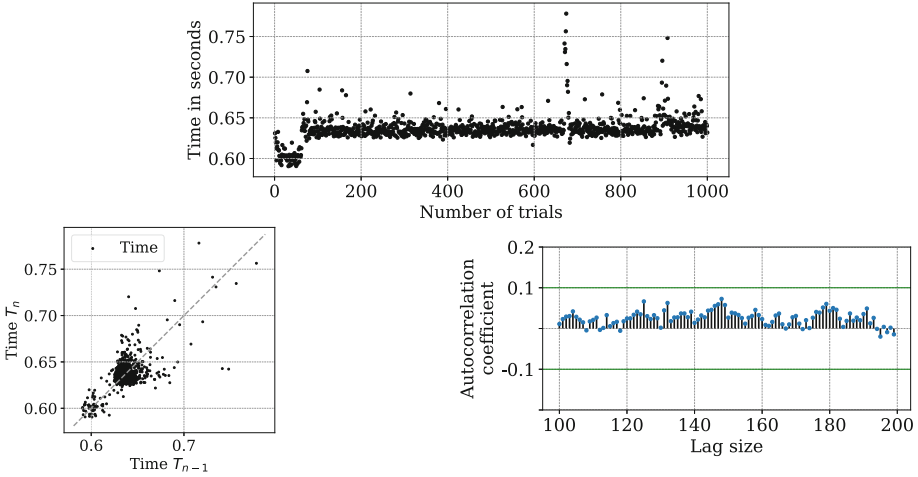 Time in seconds
0.75
0.70
0.65
0.60
0 200 400 600 800 1000
Number of trials
Time
Time Tₙ
0.75
0.70
0.65
0.60
0.6 0.7
Time Tₙ₋₁
Autocorrelation
coefficient
0.2
0.1
-0.1
100 120 140 160 180 200
Lag size